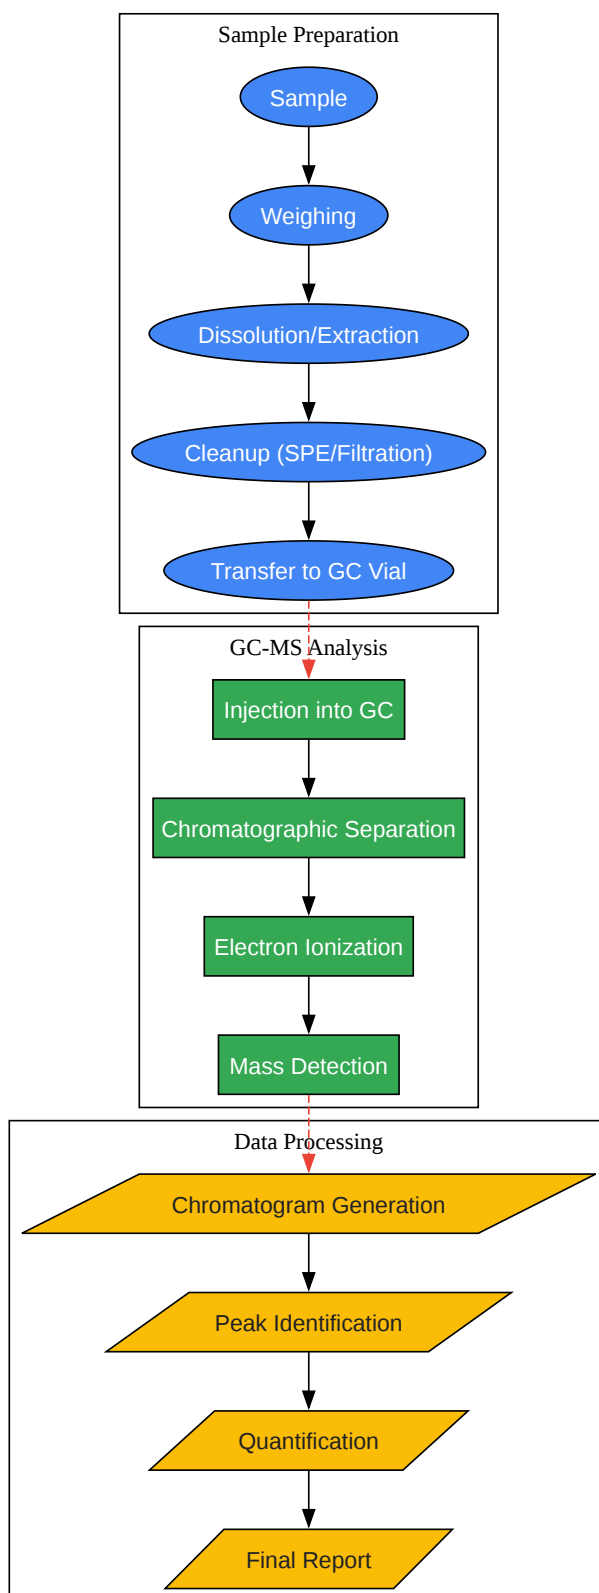 Sample Preparation
Sample
Weighing
Dissolution/Extraction
Cleanup (SPE/Filtration)
Transfer to GC Vial
GC-MS Analysis
Injection into GC
Chromatographic Separation
Electron Ionization
Mass Detection
Data Processing
Chromatogram Generation
Peak Identification
Quantification
Final Report